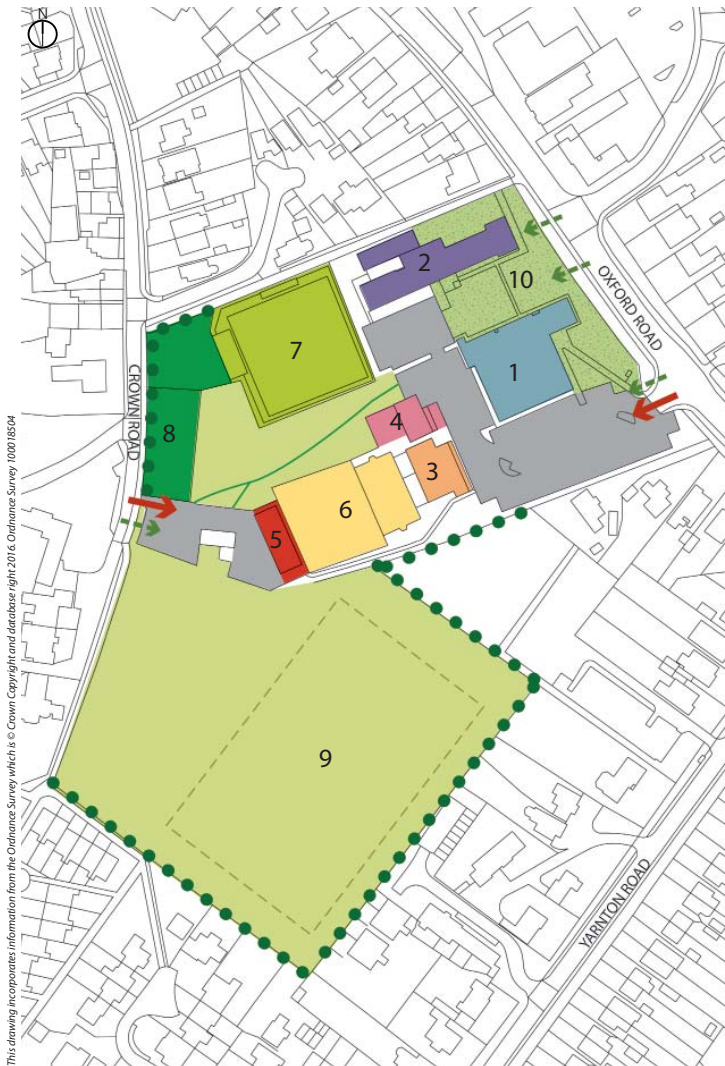 N
2
10
OXFORD ROAD
7
1
CROWN ROAD
4
8
3
6
5
9
YARNTON ROAD
This drawing incorporates information from the Ordnance Survey which is © Crown Copyright and database right 2016. Ordnance Survey 100018504